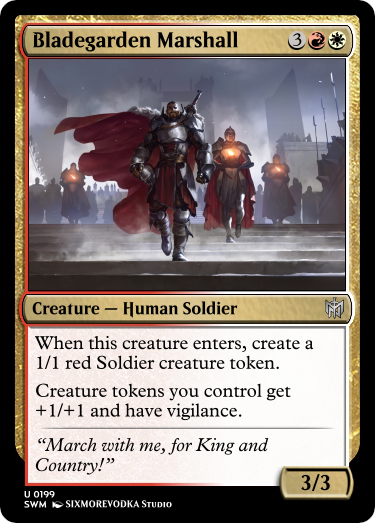 Bladegarden Marshall 3
Creature — Human Soldier
When this creature enters, create a
1/1 red Soldier creature token.
Creature tokens you control get
+1/+1 and have vigilance.
“March with me, for King and
Country!”
3/3
U 0199
SWM SIXMOREVODKA STUDIO